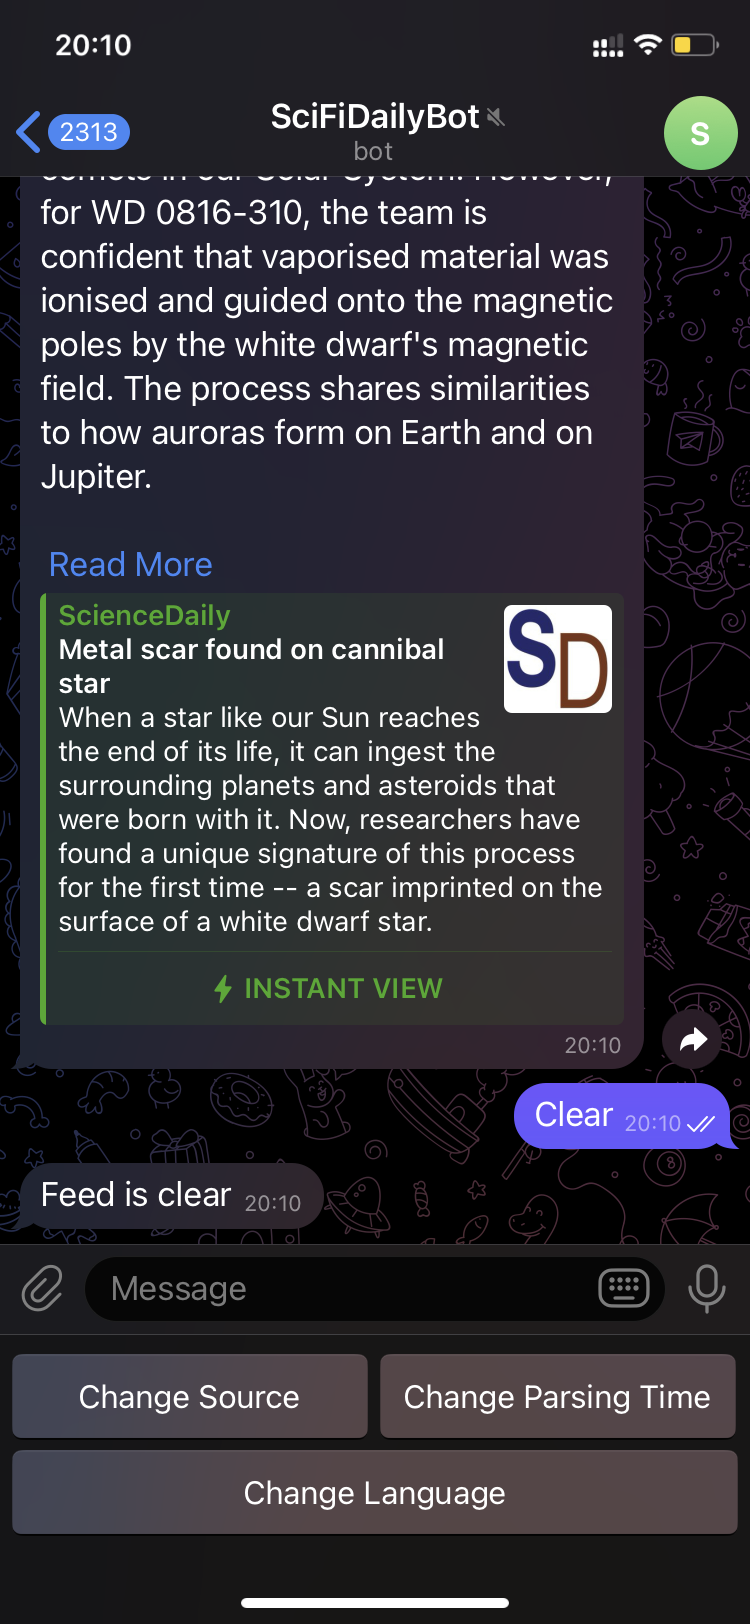 20:10
2313
SciFiDailyBot
bot
S
comets in our Solar System. However,
for WD 0816-310, the team is
confident that vaporised material was
ionised and guided onto the magnetic
poles by the white dwarf's magnetic
field. The process shares similarities
to how auroras form on Earth and on
Jupiter.
Read More
ScienceDaily
Metal scar found on cannibal
star
SD
When a star like our Sun reaches
the end of its life, it can ingest the
surrounding planets and asteroids that
were born with it. Now, researchers have
found a unique signature of this process
for the first time -- a scar imprinted on the
surface of a white dwarf star.
INSTANT VIEW
20:10
Clear 20:10
Feed is clear 20:10
Message
Change Source
Change Parsing Time
Change Language